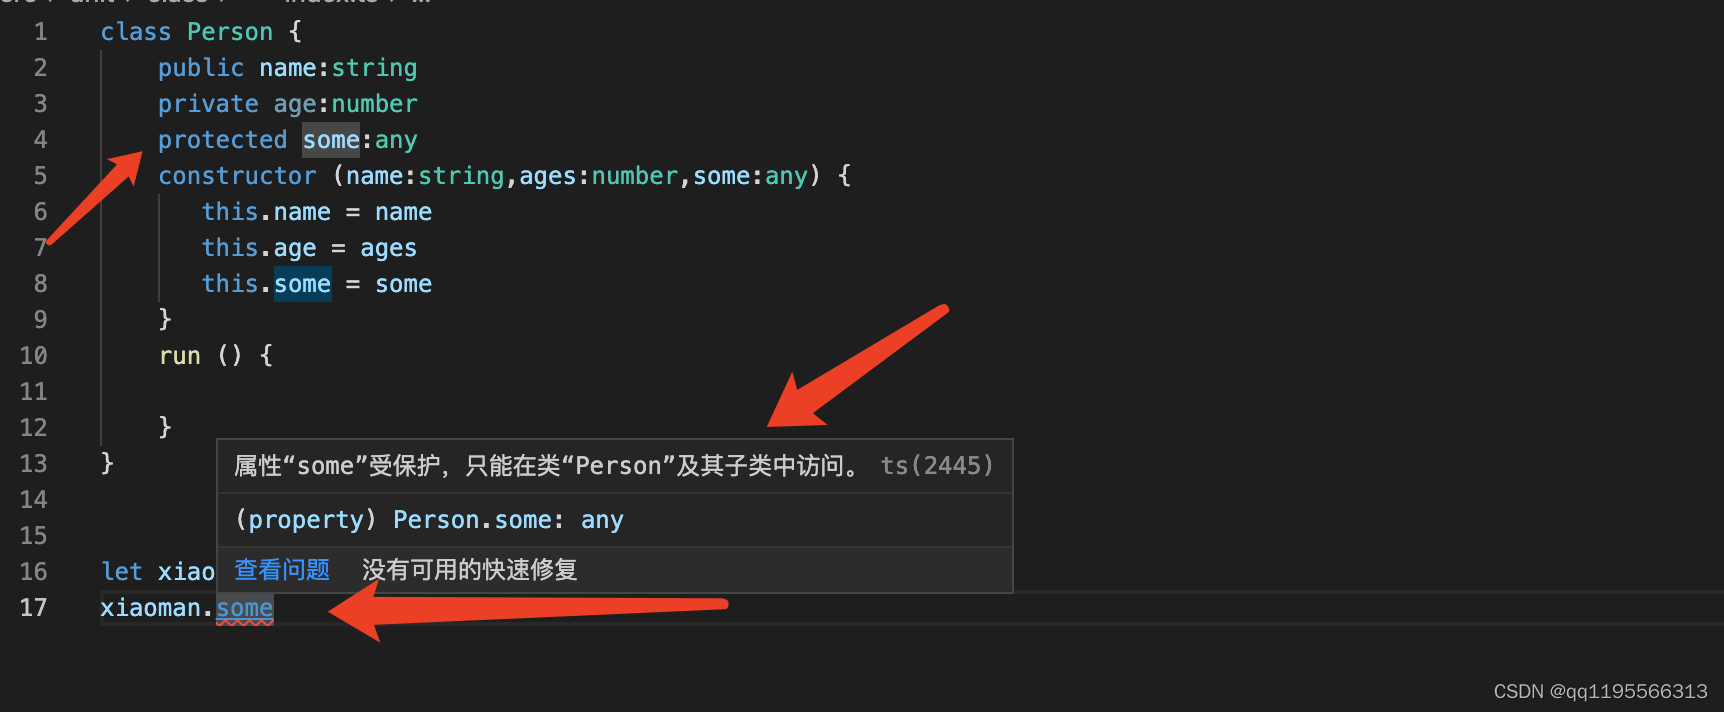 1 class Person {
2 public name:string
3 private age:number
4 protected some:any
5 constructor (name:string,ages:number,some:any) {
6 this.name = name
7 this.age = ages
8 this.some = some
9 }
10 run () {
11
12 }
13 }
属性“some”受保护，只能在类“Person”及其子类中访问。 ts(2445)
14
(property) Person.some: any
15
16 let xiao
查看问题 没有可用的快速修复
17 xiaoman.some
CSDN @qq1195566313